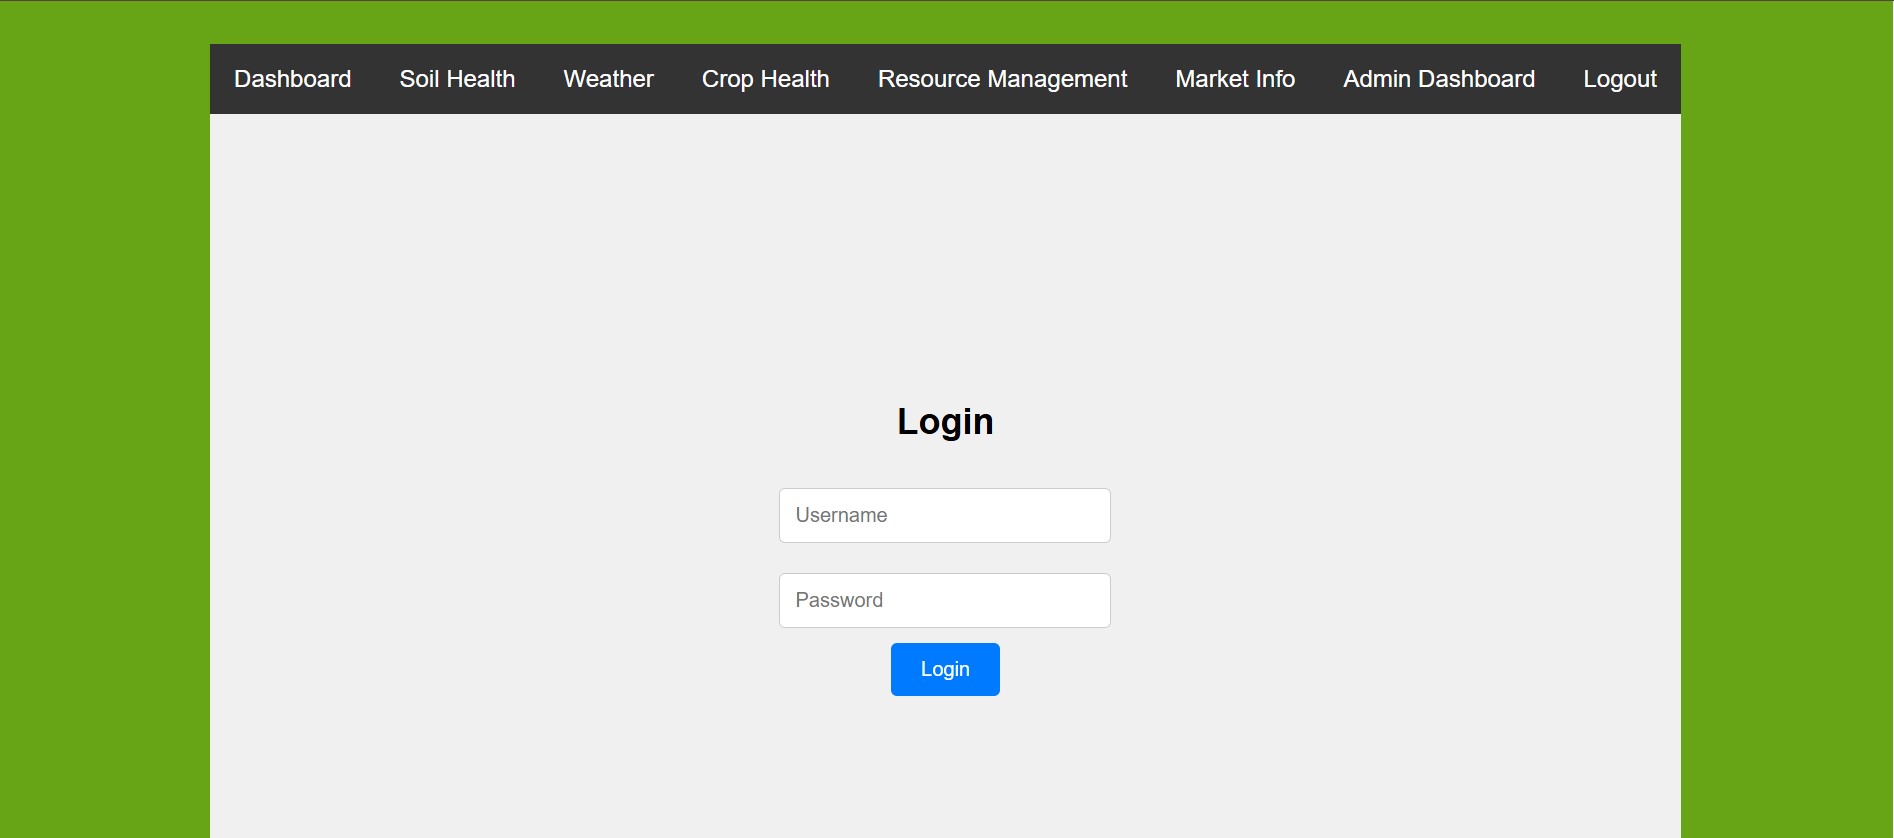 Dashboard Soil Health Weather Crop Health Resource Management Market Info Admin Dashboard Logout
Login
Username
Password
Login